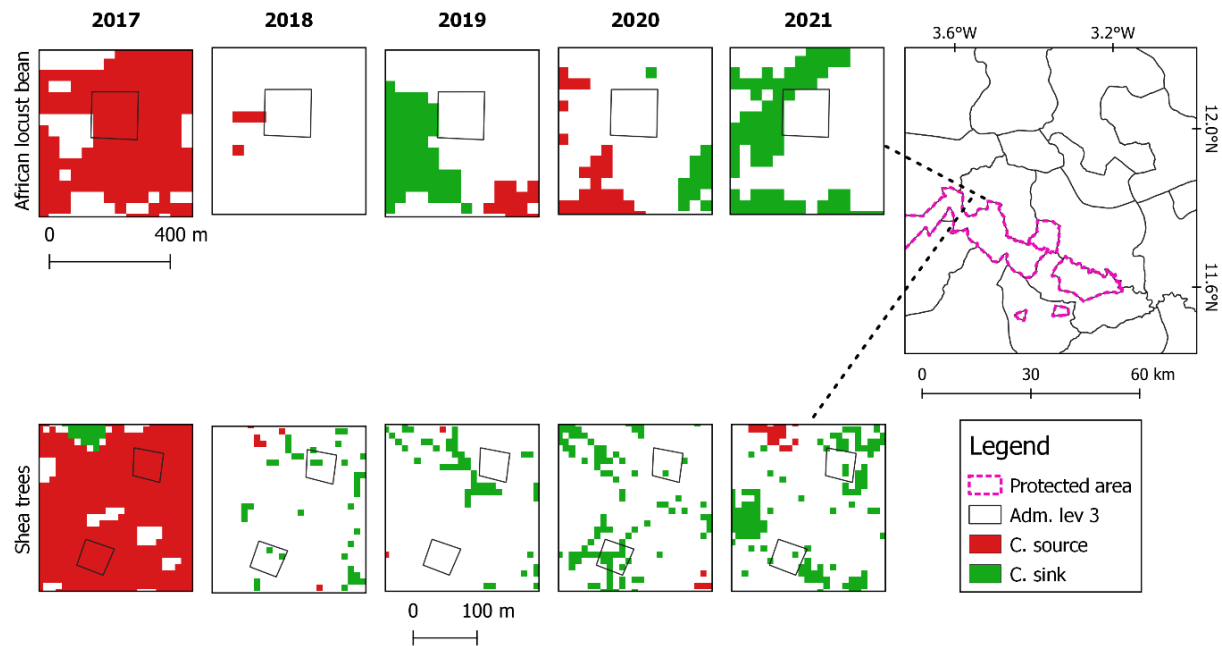 2017 2018 2019 2020 2021
3.6°W 3.2°W
African locust bean
12.0°N
11.6°N
0 400 m
0 30 60 km
Shea trees
Legend
Protected area
Adm. lev 3
C. source
C. sink
0 100 m